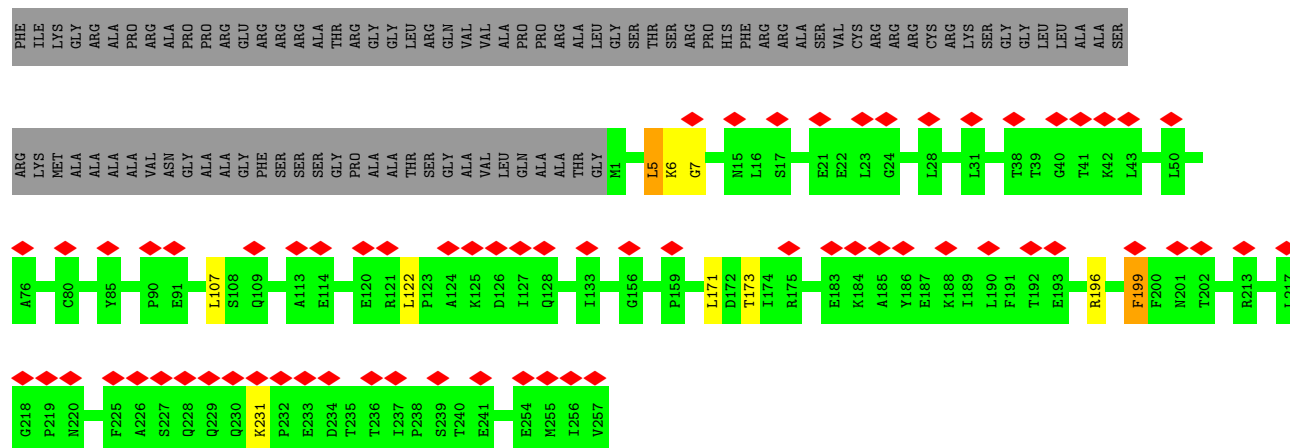 PHE ILE LYS GLY ARG ALA PRO ARG ALA PRO PRO ARG GLU ARG ARG ARG ALA THR ARG GLY GLY LEU ARG GLN VAL VAL ALA PRO PRO ARG ALA LEU GLY SER THR SER ARG PRO HIS PHE ARG ARG ALA SER VAL CYS ARG ARG ARG CYS ARG LYS SER GLY GLY LEU LEU ALA ALA SER
ARG LYS MET ALA ALA ALA ALA VAL ASN GLY ALA ALA GLY PHE SER SER SER GLY PRO ALA ALA THR SER GLY ALA VAL LEU GLN ALA ALA THR GLY M1 L5 K6 G7 N15 L16 S17 E21 E22 L23 G24 L28 L31 T38 T39 G40 T41 K42 L43 L50
A76 C80 Y85 P90 E91 L107 S108 Q109 A113 E114 E120 R121 L122 P123 A124 K125 D126 I127 Q128 I133 G156 P159 L171 D172 T173 I174 R175 E183 K184 A185 Y186 E187 K188 I189 L190 F191 T192 E193 R196 F199 F200 N201 T202 R213 L217
G218 P219 N220 F225 A226 S227 Q228 Q229 Q230 K231 P232 E233 D234 T235 T236 I237 P238 S239 T240 E241 E254 M255 I256 V257